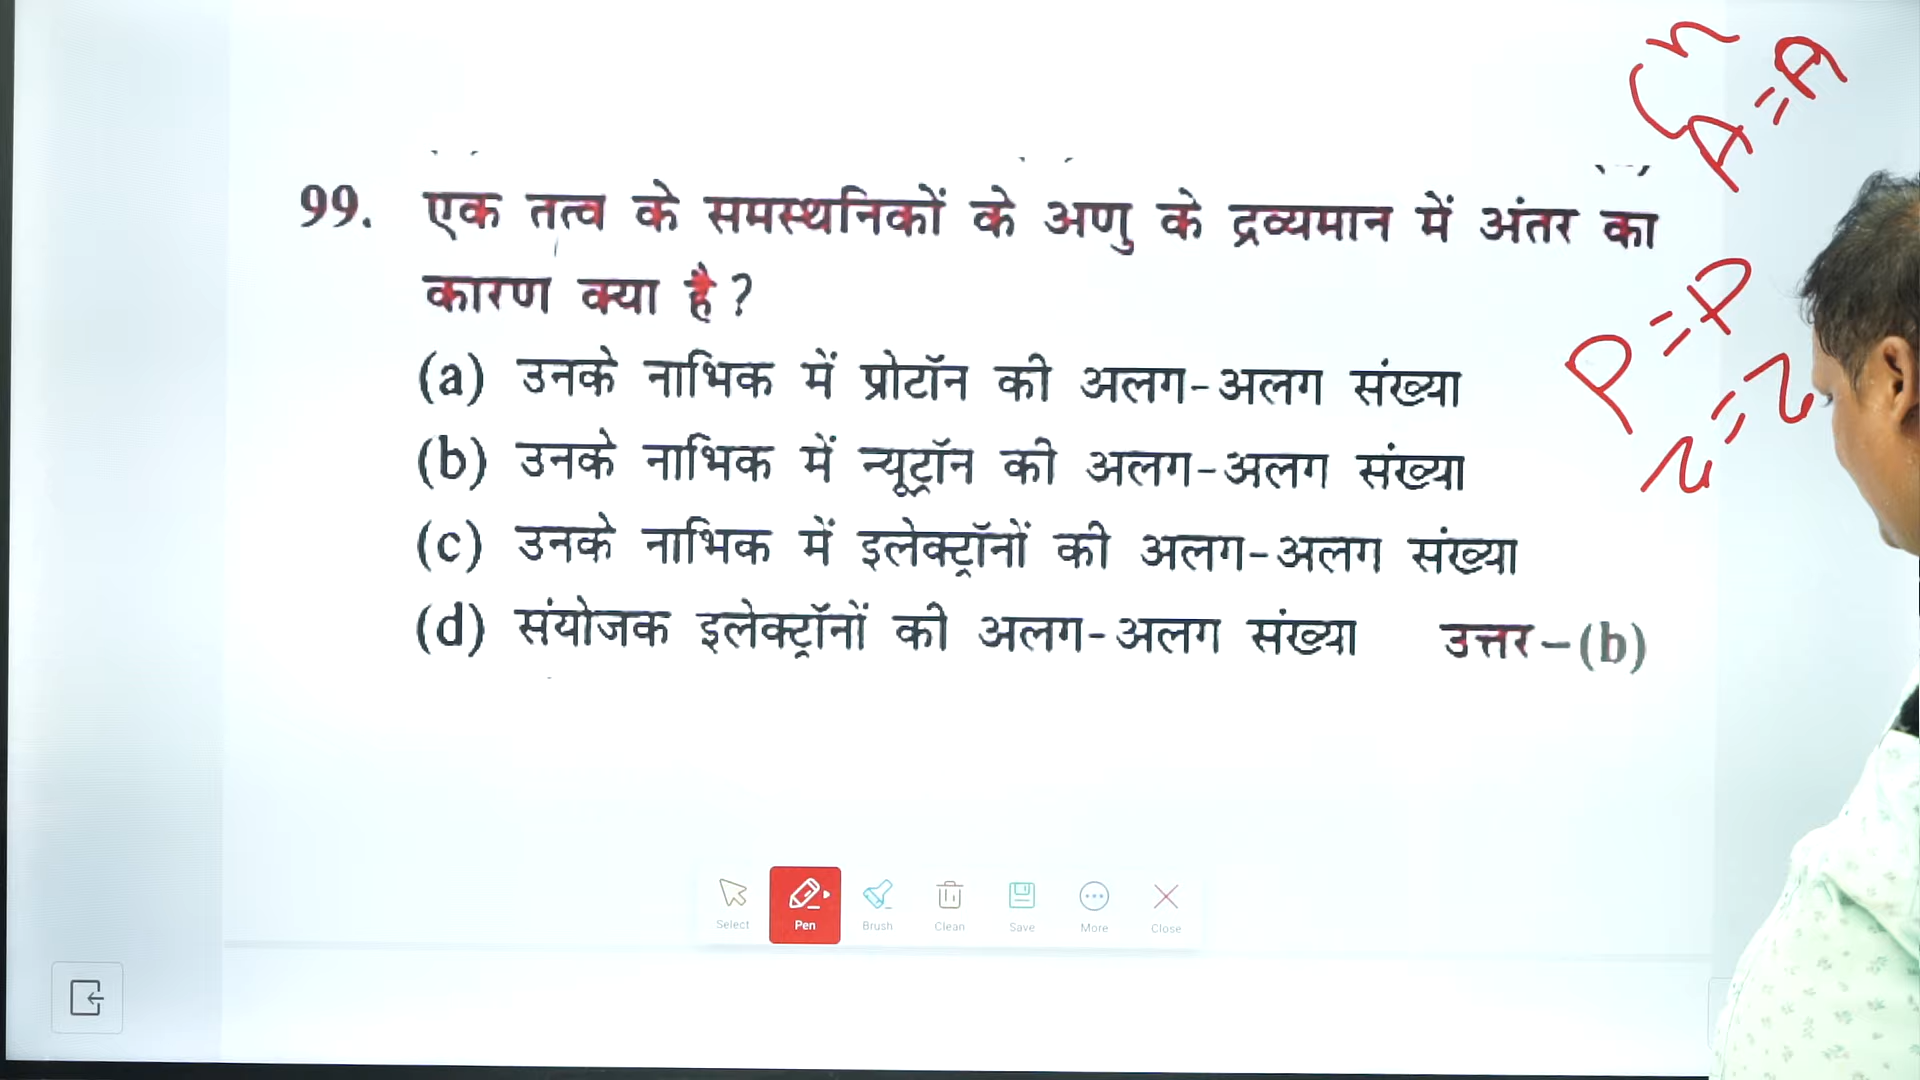 99. एक तत्व के समस्थनिकों के अणु के द्रव्यमान में अंतर का
कारण क्या है ?
(a) उनके नाभिक में प्रोटॉन की अलग-अलग संख्या
(b) उनके नाभिक में न्यूट्रॉन की अलग-अलग संख्या
(c) उनके नाभिक में इलेक्ट्रॉनों की अलग-अलग संख्या
(d) संयोजक इलेक्ट्रॉनों की अलग-अलग संख्या उत्तर-(b)
A=A
P=P
Select Pen Brush Clean Save More Close